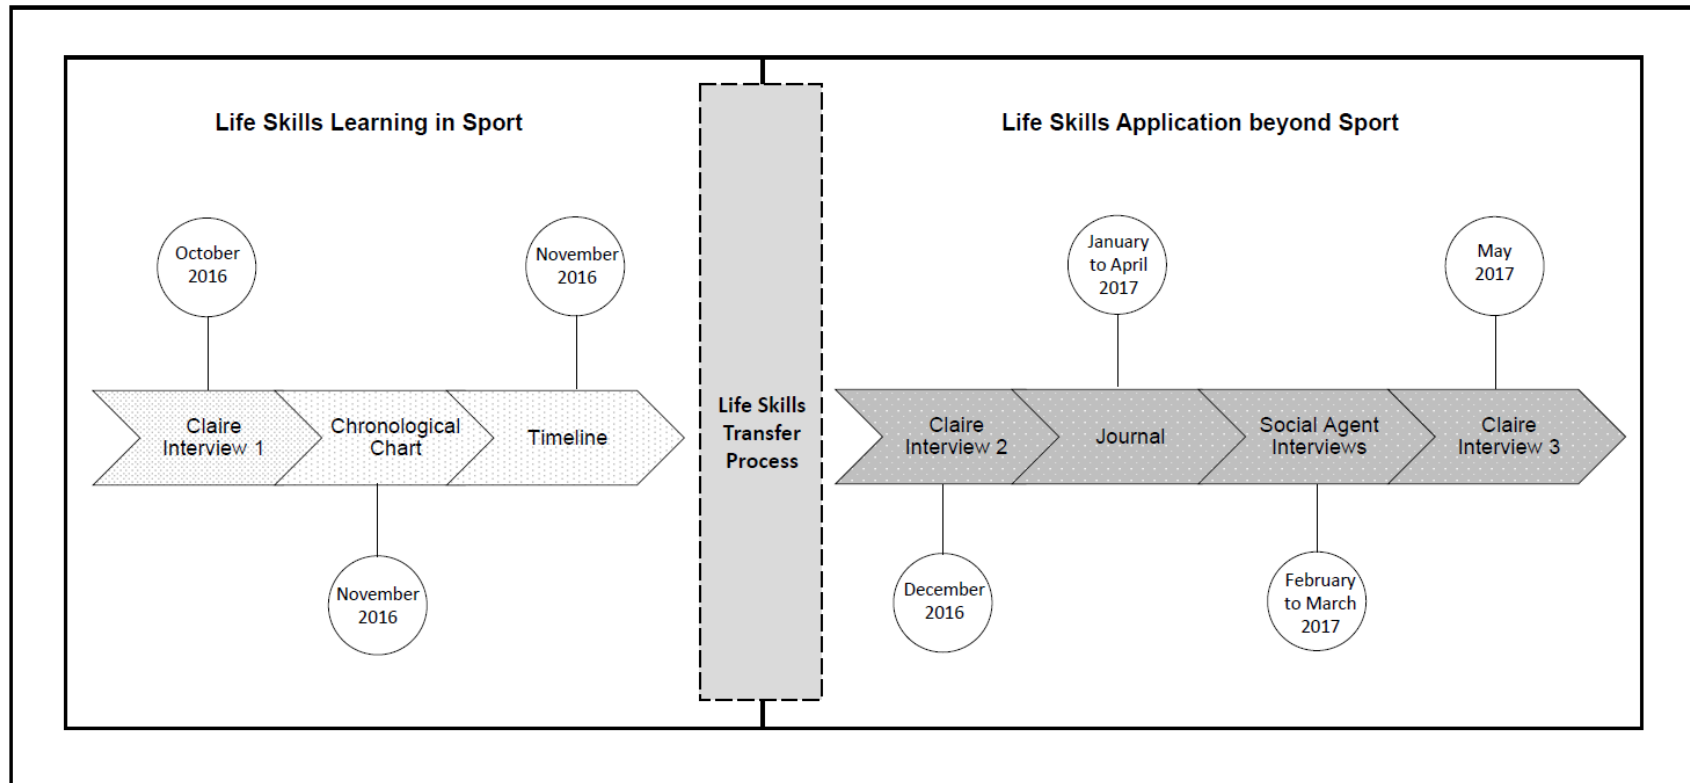 Life Skills Learning in Sport
Life Skills Application beyond Sport
October
2016
November
2016
January
to April
2017
May
2017
Claire
Interview 1
Chronological
Chart
Timeline
Life Skills
Transfer
Process
Claire
Interview 2
Journal
Social Agent
Interviews
Claire
Interview 3
November
2016
December
2016
February
to March
2017